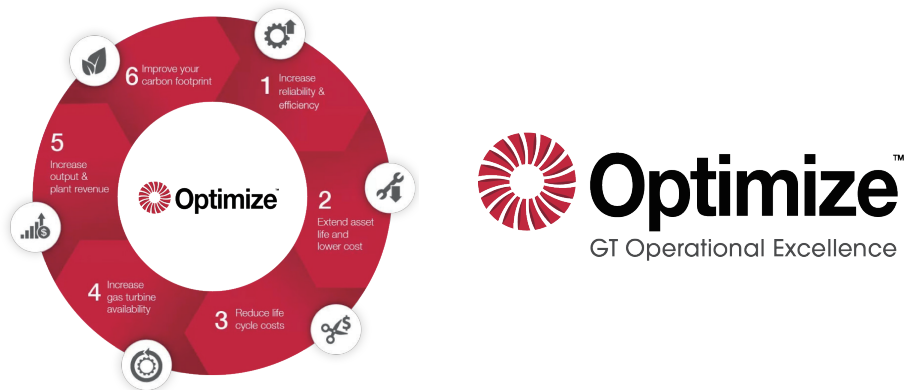 1 Increase
reliability &
efficiency
2
Extend asset
life and
lower cost
3 Reduce life
cycle costs
4 Increase
gas turbine
availability
5
Increase
output &
plant revenue
6 Improve your
carbon footprint
$
$
Optimize™
Optimize™
GT Operational Excellence